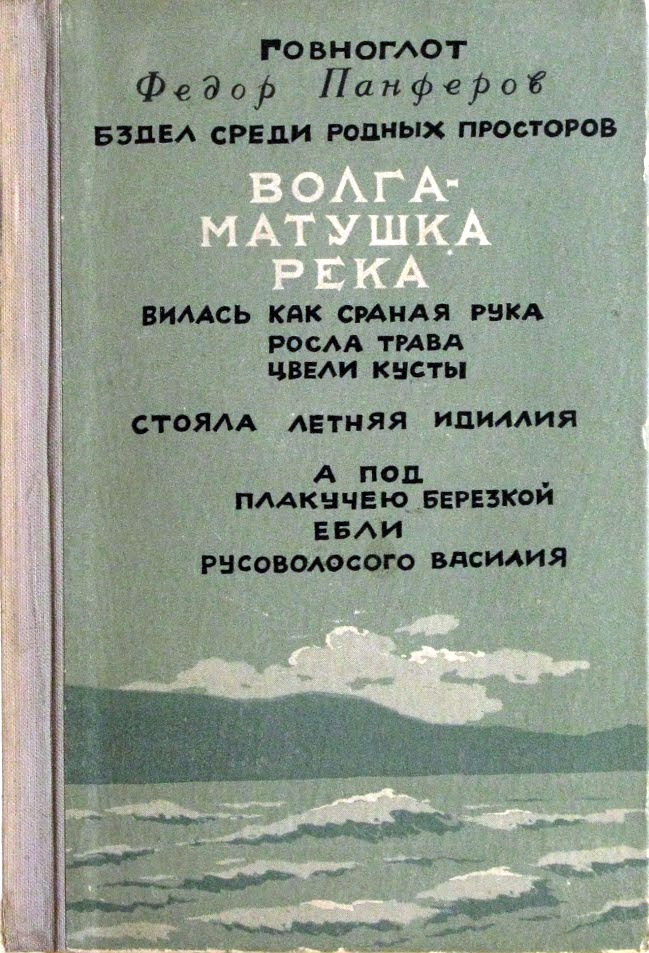 ГОВНОГЛОТ
Федор Панферов
БЗДЕЛ СРЕДИ РОДНЫХ ПРОСТОРОВ
ВОЛГА-
МАТУШКА
РЕКА
ВИЛАСЬ КАК СРАНАЯ РУКА
РОСЛА ТРАВА
ЦВЕЛИ КУСТЫ
СТОЯЛА ЛЕТНЯЯ ИДИЛЛИЯ
А ПОД
ПЛАКУЧЕЮ БЕРЕЗКОЙ
ЕБЛИ
РУСОВОЛОСОГО ВАСИЛИЯ